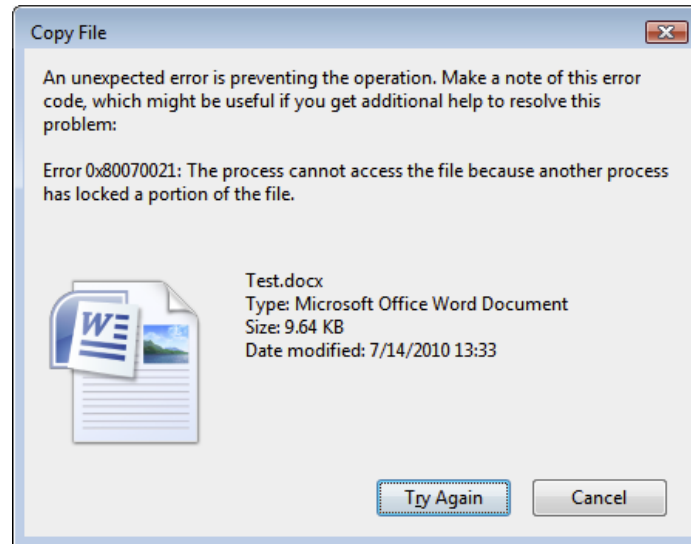 Copy File
An unexpected error is preventing the operation. Make a note of this error
code, which might be useful if you get additional help to resolve this
problem:
Error 0x80070021: The process cannot access the file because another process
has locked a portion of the file.
W
Test.docx
Type: Microsoft Office Word Document
Size: 9.64 KB
Date modified: 7/14/2010 13:33
Try Again
Cancel